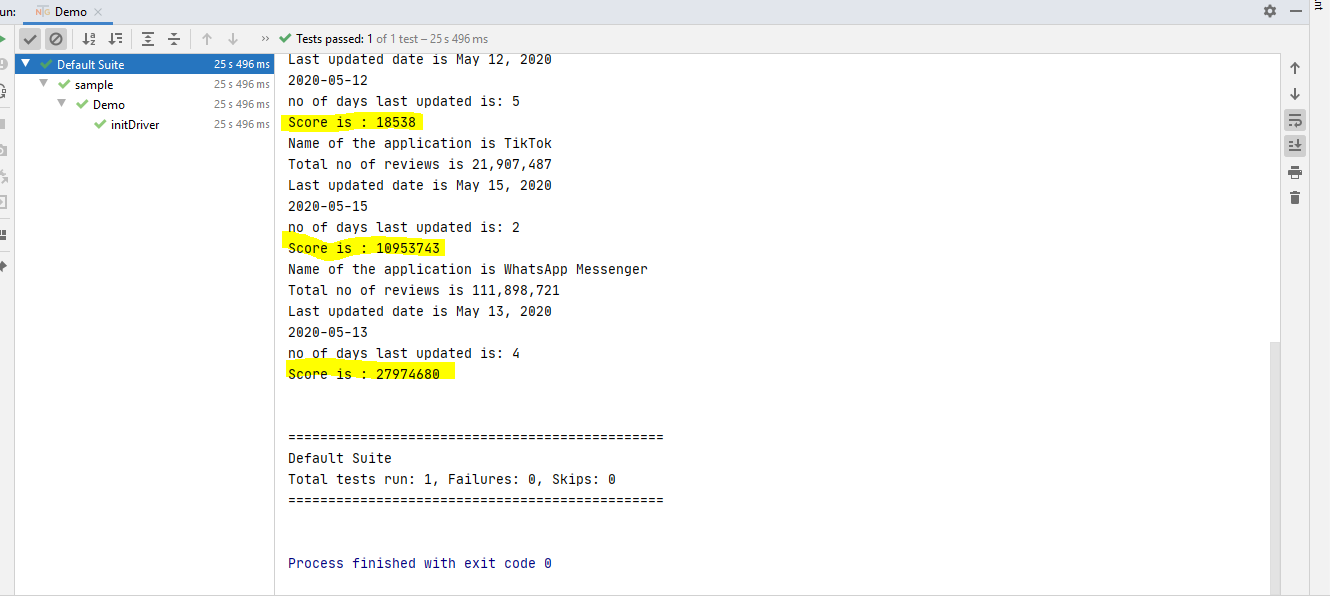 un:
Demo
Tests passed: 1 of 1 test – 25 s 496 ms
Default Suite 25 s 496 ms
sample 25 s 496 ms
Demo 25 s 496 ms
initDriver 25 s 496 ms
Last updated date is May 12, 2020
2020-05-12
no of days last updated is: 5
Score is : 18538
Name of the application is TikTok
Total no of reviews is 21,907,487
Last updated date is May 15, 2020
2020-05-15
no of days last updated is: 2
Score is : 10953743
Name of the application is WhatsApp Messenger
Total no of reviews is 111,898,721
Last updated date is May 13, 2020
2020-05-13
no of days last updated is: 4
Score is : 27974680
===============================================
Default Suite
Total tests run: 1, Failures: 0, Skips: 0
===============================================
Process finished with exit code 0